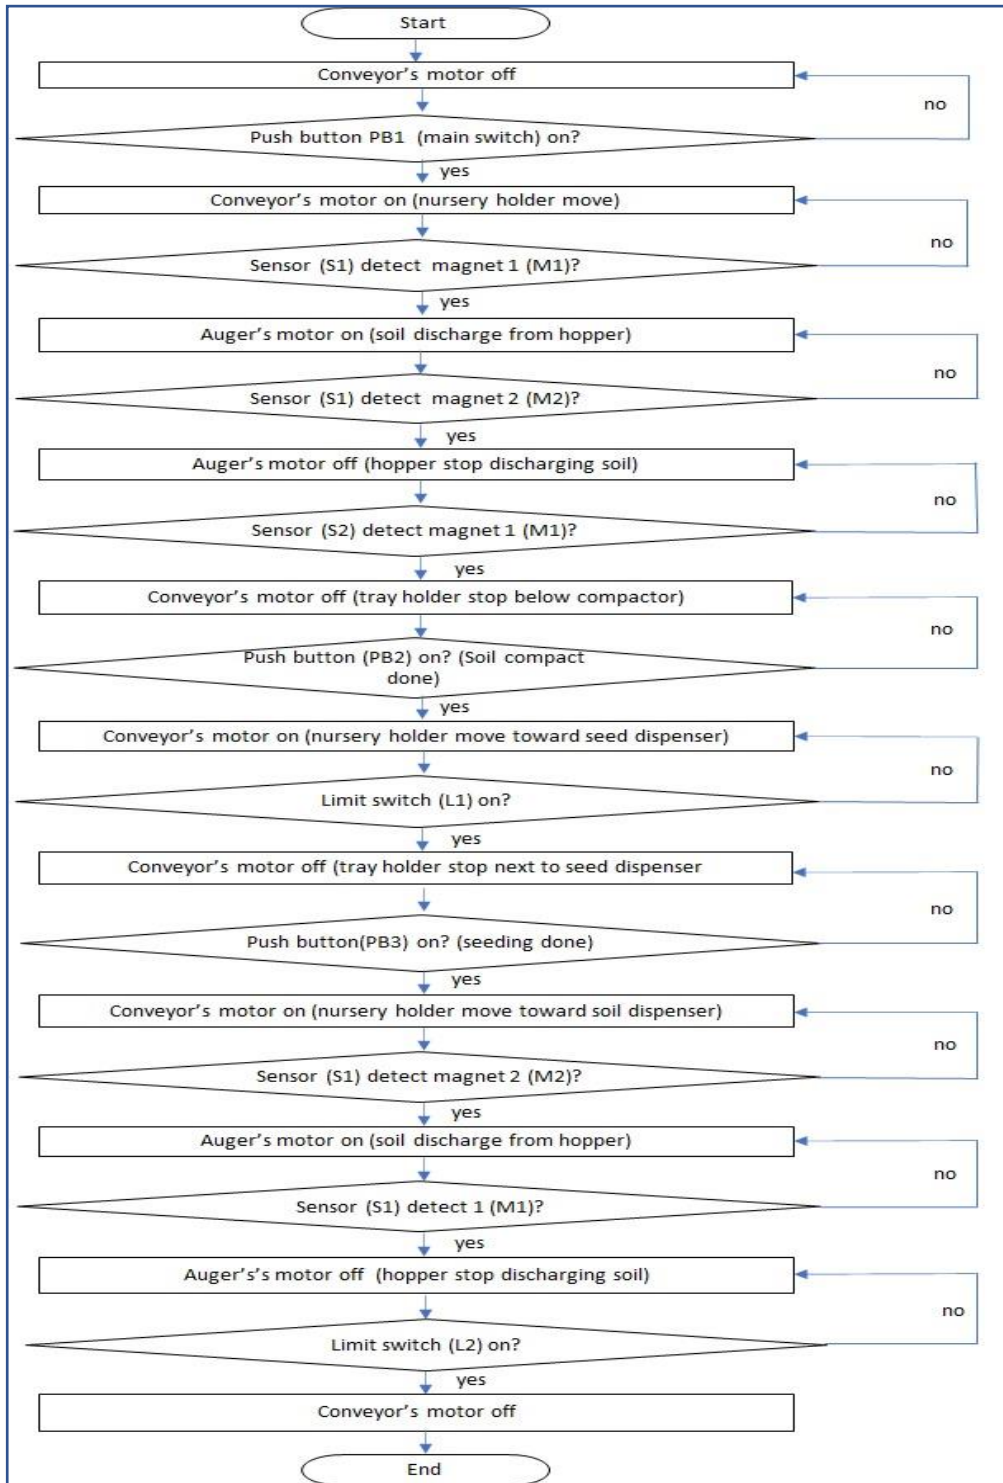 Start
Conveyor's motor off
no
Push button PB1 (main switch) on?
yes
Conveyor's motor on (nursery holder move)
no
Sensor (S1) detect magnet 1 (M1)?
yes
Auger's motor on (soil discharge from hopper)
no
Sensor (S1) detect magnet 2 (M2)?
yes
Auger's motor off (hopper stop discharging soil)
no
Sensor (S2) detect magnet 1 (M1)?
yes
Conveyor's motor off (tray holder stop below compactor)
no
Push button (PB2) on? (Soil compact
done)
yes
Conveyor's motor on (nursery holder move toward seed dispenser)
no
Limit switch (L1) on?
yes
Conveyor's motor off (tray holder stop next to seed dispenser
no
Push button(PB3) on? (seeding done)
yes
Conveyor's motor on (nursery holder move toward soil dispenser)
no
Sensor (S1) detect magnet 2 (M2)?
yes
Auger's motor on (soil discharge from hopper)
no
Sensor (S1) detect 1 (M1)?
yes
Auger's's motor off (hopper stop discharging soil)
no
Limit switch (L2) on?
yes
Conveyor's motor off
End